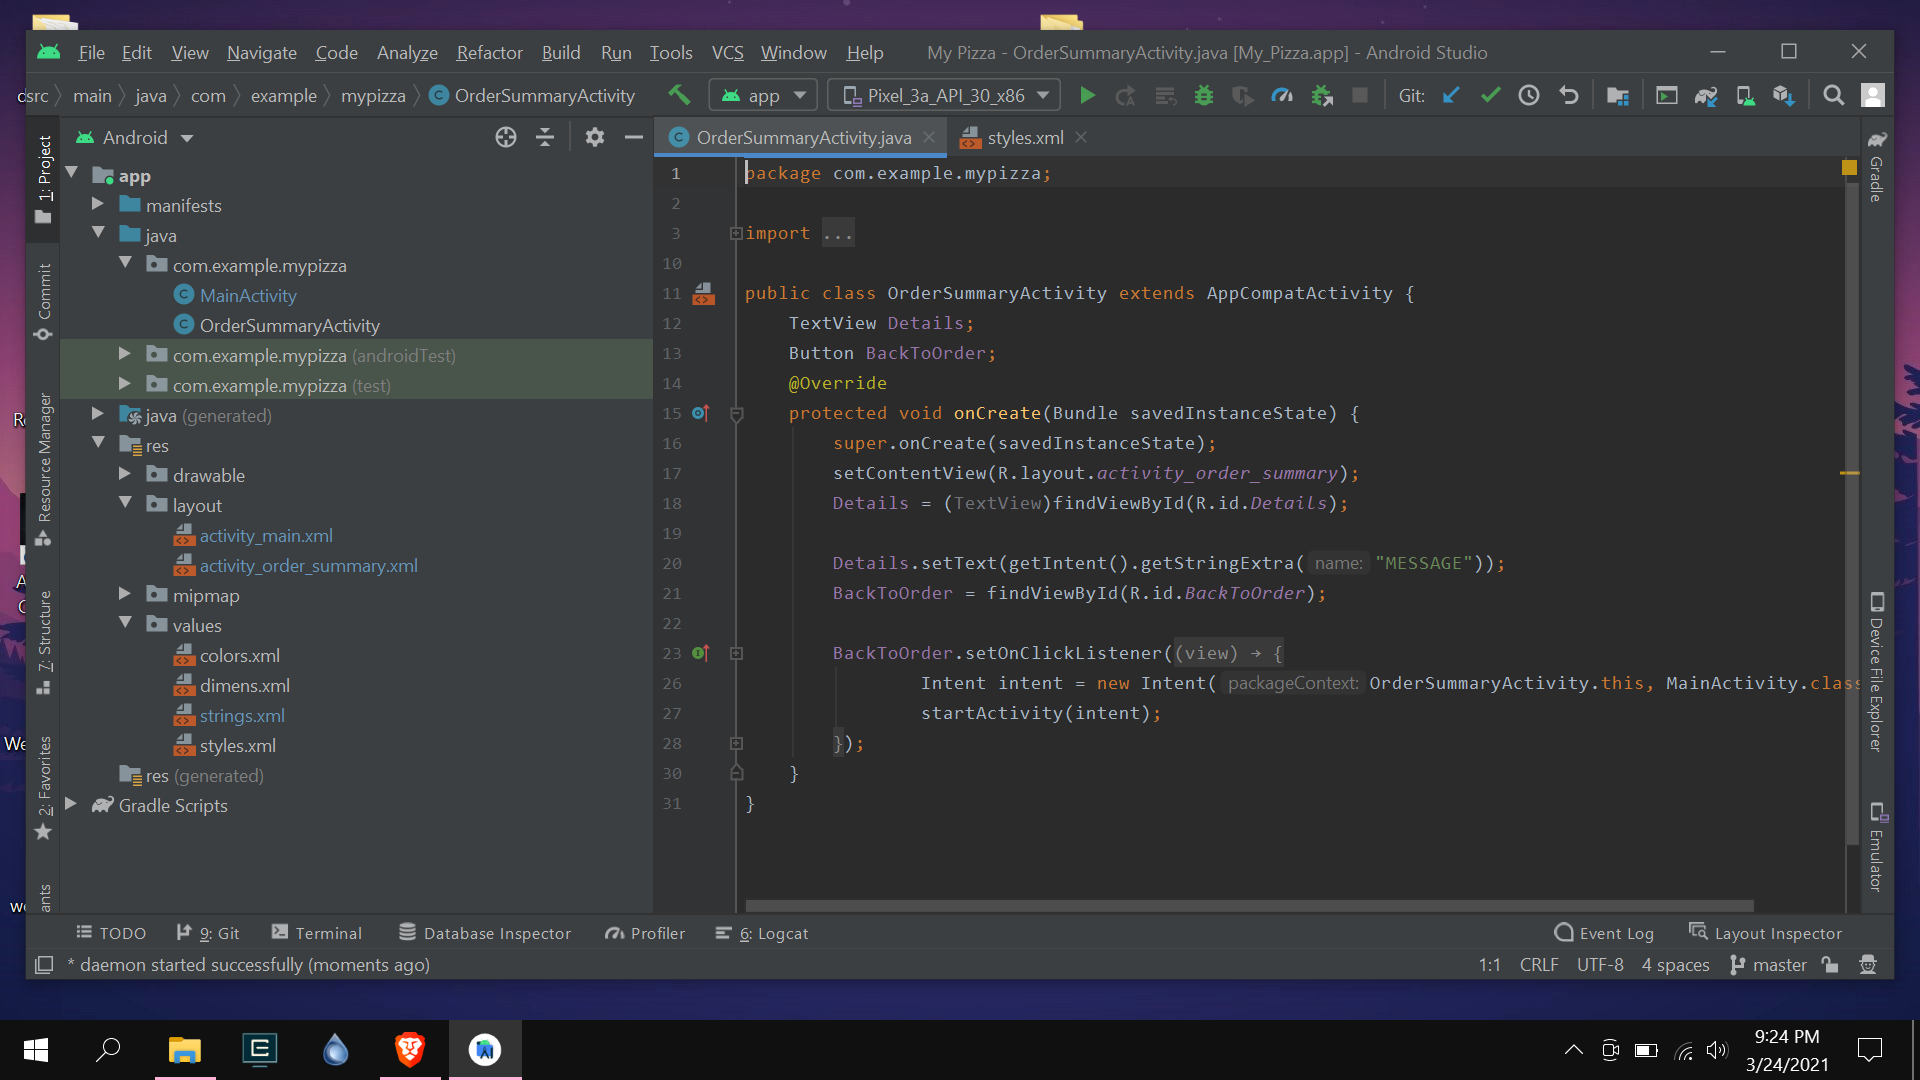 File Edit View Navigate Code Analyze Refactor Build Run Tools VCS Window Help My Pizza - OrderSummaryActivity.java [My_Pizza.app] - Android Studio
src main java com example mypizza OrderSummaryActivity app Pixel_3a_API_30_x86 Git:
Android
OrderSummaryActivity.java
styles.xml
1: Project
Commit
Resource Manager
7: Structure
2: Favorites
app
manifests
java
com.example.mypizza
MainActivity
OrderSummaryActivity
com.example.mypizza (androidTest)
com.example.mypizza (test)
java (generated)
res
drawable
layout
activity_main.xml
activity_order_summary.xml
mipmap
values
colors.xml
dimens.xml
strings.xml
styles.xml
res (generated)
Gradle Scripts
1 package com.example.mypizza;
2
3 import ...
10
11 public class OrderSummaryActivity extends AppCompatActivity {
12 TextView Details;
13 Button BackToOrder;
14 @Override
15 protected void onCreate(Bundle savedInstanceState) {
16 super.onCreate(savedInstanceState);
17 setContentView(R.layout.activity_order_summary);
18 Details = (TextView)findViewById(R.id.Details);
19
20 Details.setText(getIntent().getStringExtra( name: "MESSAGE"));
21 BackToOrder = findViewById(R.id.BackToOrder);
22
23 BackToOrder.setOnClickListener((view) → {
26 Intent intent = new Intent( packageContext: OrderSummaryActivity.this, MainActivity.class
27 startActivity(intent);
28 });
30 }
31 }
Gradle
Device File Explorer
Emulator
TODO 9: Git Terminal Database Inspector Profiler 6: Logcat Event Log Layout Inspector
* daemon started successfully (moments ago) 1:1 CRLF UTF-8 4 spaces master
9:24 PM
3/24/2021